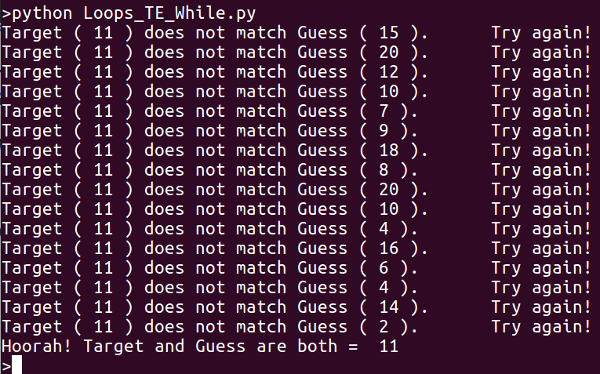 >python Loops_TE_While.py
Target ( 11 ) does not match Guess ( 15 ).      Try again!
Target ( 11 ) does not match Guess ( 20 ).      Try again!
Target ( 11 ) does not match Guess ( 12 ).      Try again!
Target ( 11 ) does not match Guess ( 10 ).      Try again!
Target ( 11 ) does not match Guess ( 7 ).       Try again!
Target ( 11 ) does not match Guess ( 9 ).       Try again!
Target ( 11 ) does not match Guess ( 18 ).      Try again!
Target ( 11 ) does not match Guess ( 8 ).       Try again!
Target ( 11 ) does not match Guess ( 20 ).      Try again!
Target ( 11 ) does not match Guess ( 10 ).      Try again!
Target ( 11 ) does not match Guess ( 4 ).       Try again!
Target ( 11 ) does not match Guess ( 16 ).      Try again!
Target ( 11 ) does not match Guess ( 6 ).       Try again!
Target ( 11 ) does not match Guess ( 4 ).       Try again!
Target ( 11 ) does not match Guess ( 14 ).      Try again!
Target ( 11 ) does not match Guess ( 2 ).       Try again!
Hoorah! Target and Guess are both =  11
>